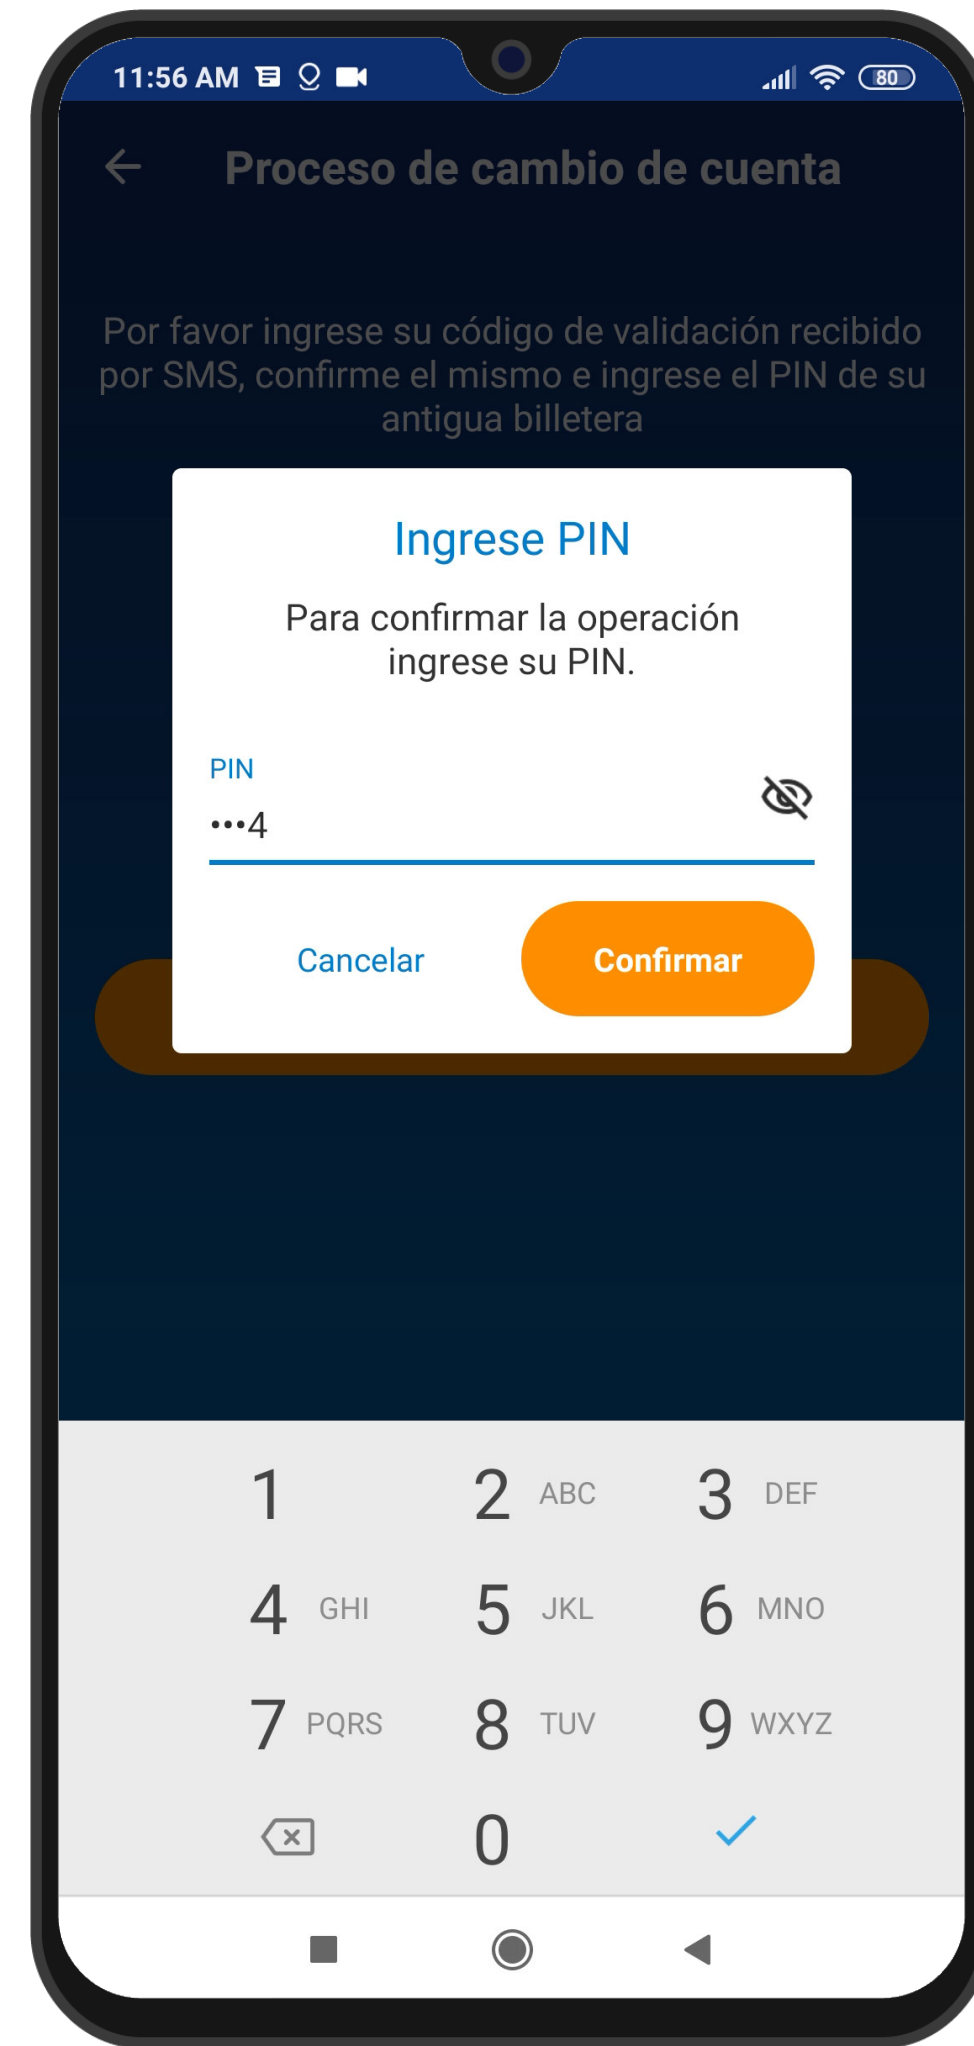 11:56 AM 80
Proceso de cambio de cuenta
Por favor ingrese su código de validación recibido
por SMS, confirme el mismo e ingrese el PIN de su
antigua billetera
Ingrese PIN
Para confirmar la operación
ingrese su PIN.
PIN
•••4
Cancelar Confirmar
1 2 ABC 3 DEF
4 GHI 5 JKL 6 MNO
7 PQRS 8 TUV 9 WXYZ
0